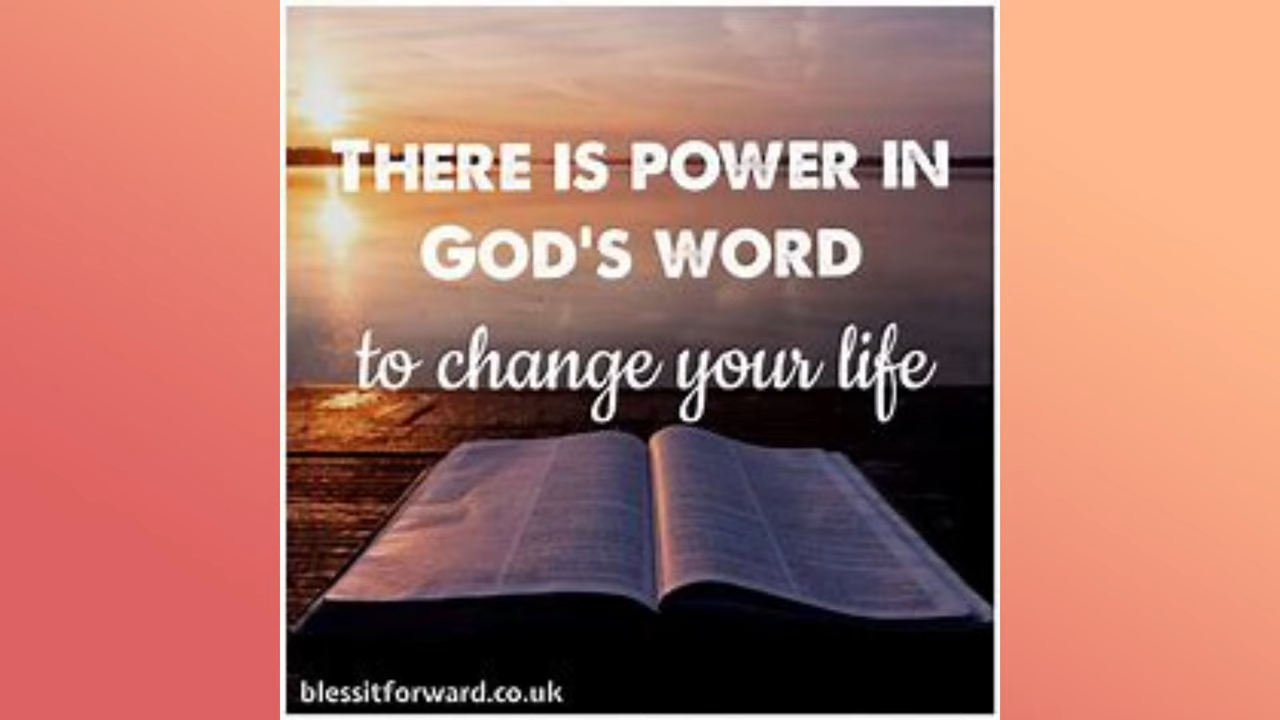 THERE IS POWER IN
GOD'S WORD
to change your life
blessitforward.co.uk